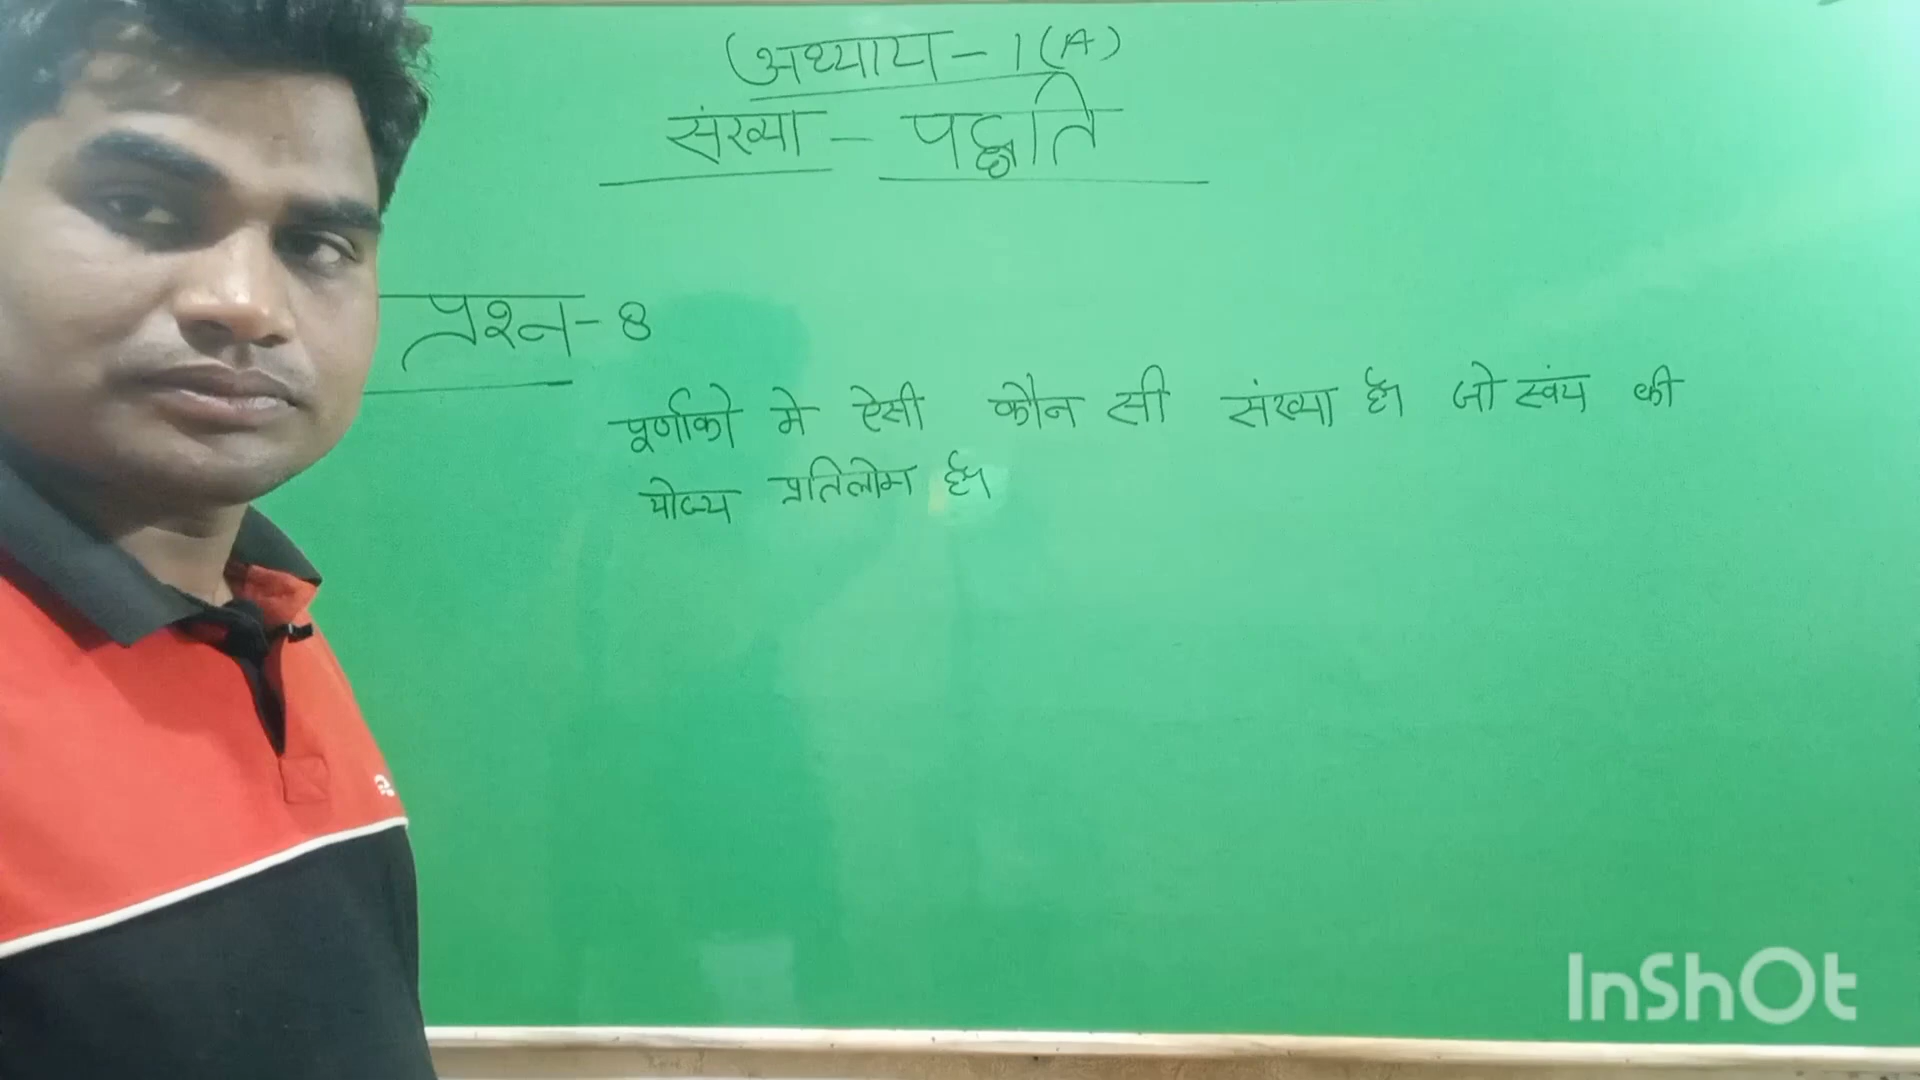 अध्याय - 1 (A)
संख्या - पद्धति
प्रश्न - 8
पूर्णाको मे ऐसी कौन सी संख्या है। जो स्वंय की
योज्य प्रतिलोम है।
InShOt